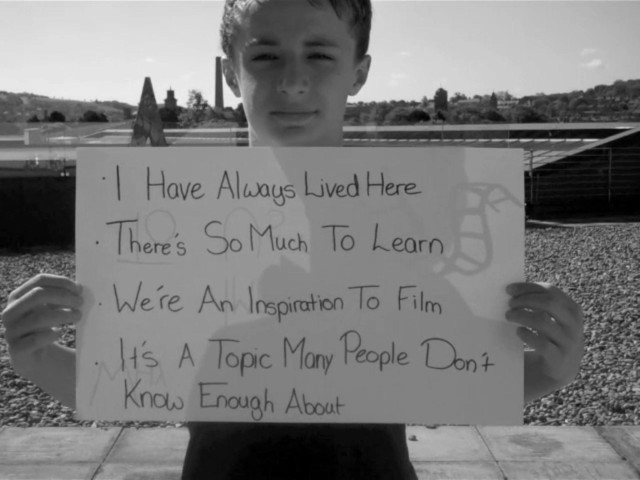 · I Have Always Lived Here
· There's So Much To Learn
· We're An Inspiration To Film
· It's A Topic Many People Don't
Know Enough About